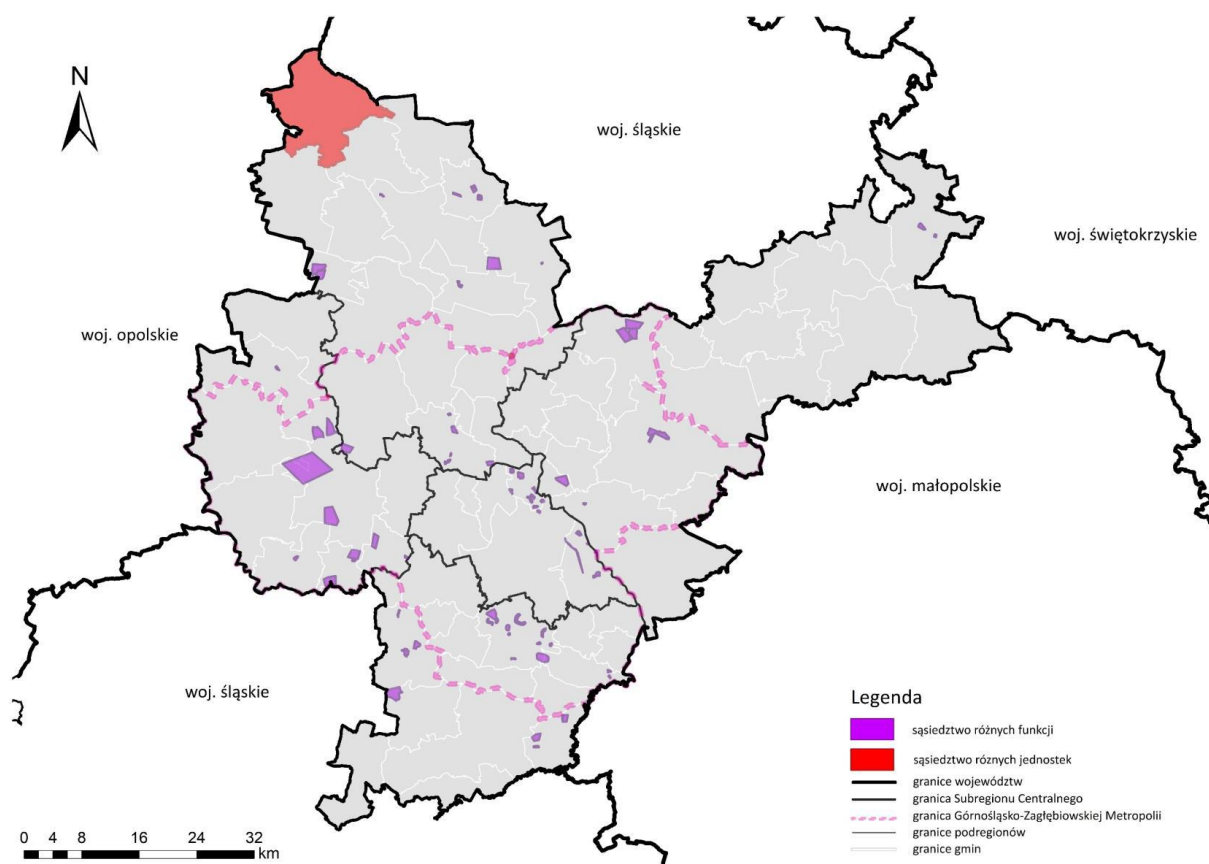 N
woj. śląskie
woj. świętokrzyskie
woj. opolskie
woj. małopolskie
woj. śląskie
Legenda
sąsiedztwo różnych funkcji
sąsiedztwo róznych jednostek
granice województw
granica Subregionu Centralnego
granica Górnośląsko-Zagłębiowskiej Metropolii
granice podregionów
granice gmin
0 4 8 16 24 32
km